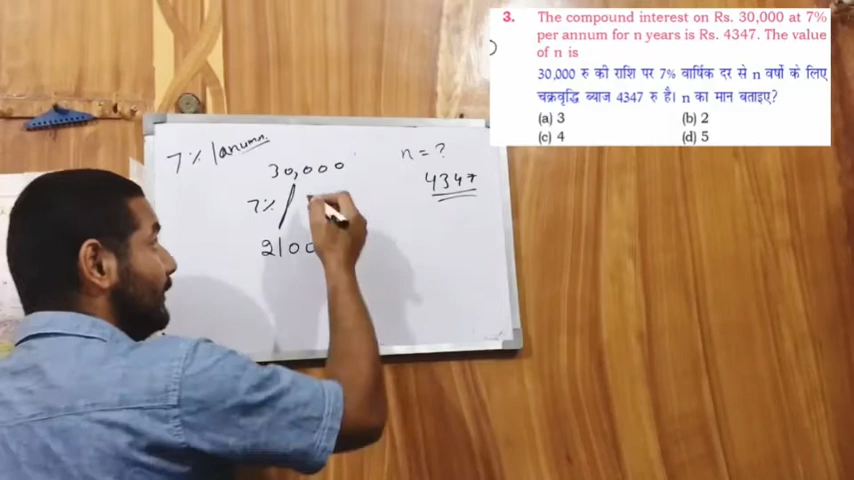 3. The compound interest on Rs. 30,000 at 7%
per annum for n years is Rs. 4347. The value
of n is
30,000 रु की राशि पर 7% वार्षिक दर से n वर्षो के लिए
चक्रवृद्धि ब्याज 4347 रु है। n का मान बताइए?
(a) 3 (b) 2
(c) 4 (d) 5
7% / anumn.
30,000
n = ?
4347
7%
2100